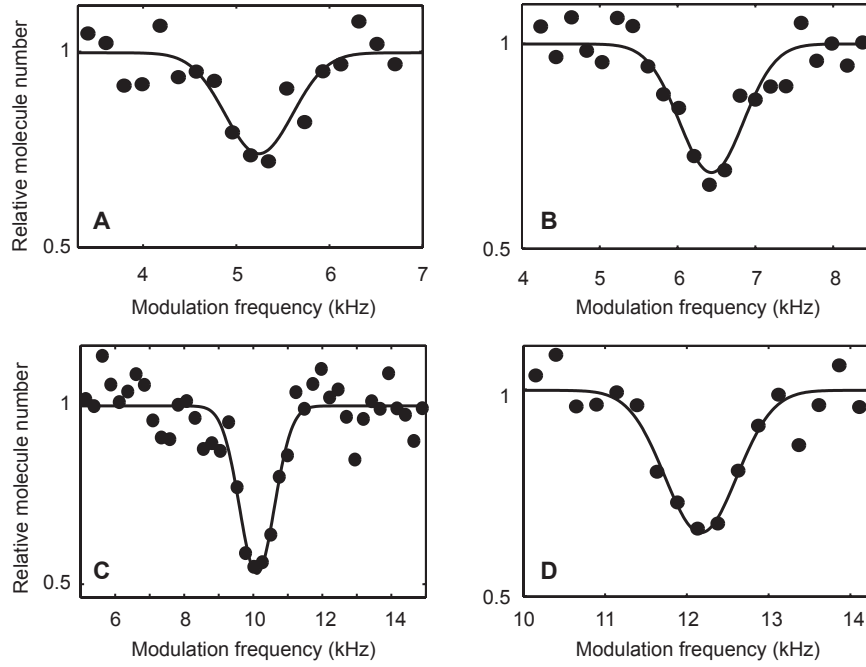 Relative molecule number
1
0.5
A
4 5 6 7
Modulation frequency (kHz)
1
0.5
B
4 5 6 7 8
Modulation frequency (kHz)
Relative molecule number
1
0.5
C
6 8 10 12 14
Modulation frequency (kHz)
1
0.5
D
10 11 12 13 14
Modulation frequency (kHz)